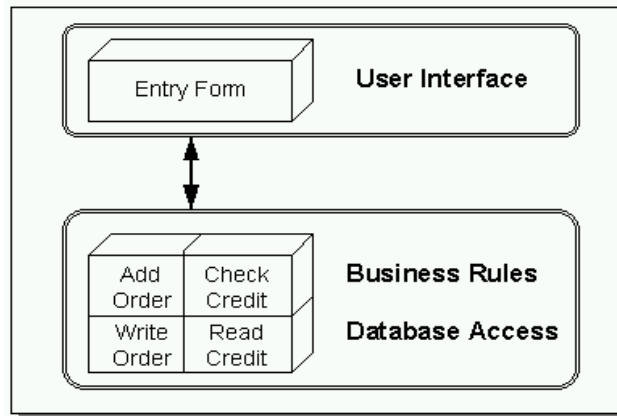 Entry Form
User Interface
Add
Order
Check
Credit
Business Rules
Write
Order
Read
Credit
Database Access